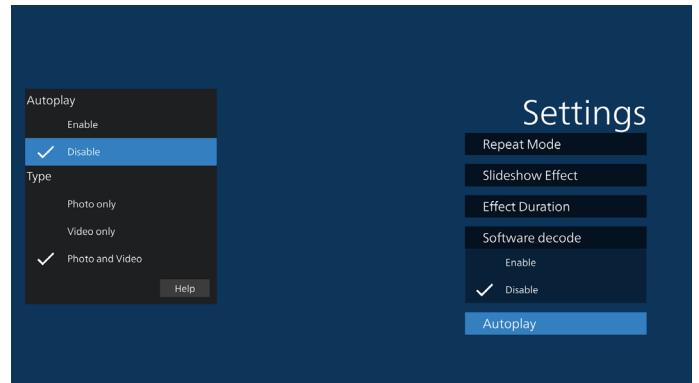 Autoplay
Enable
Disable
Type
Photo only
Video only
Photo and Video
Help
Settings
Repeat Mode
Slideshow Effect
Effect Duration
Software decode
Enable
Disable
Autoplay